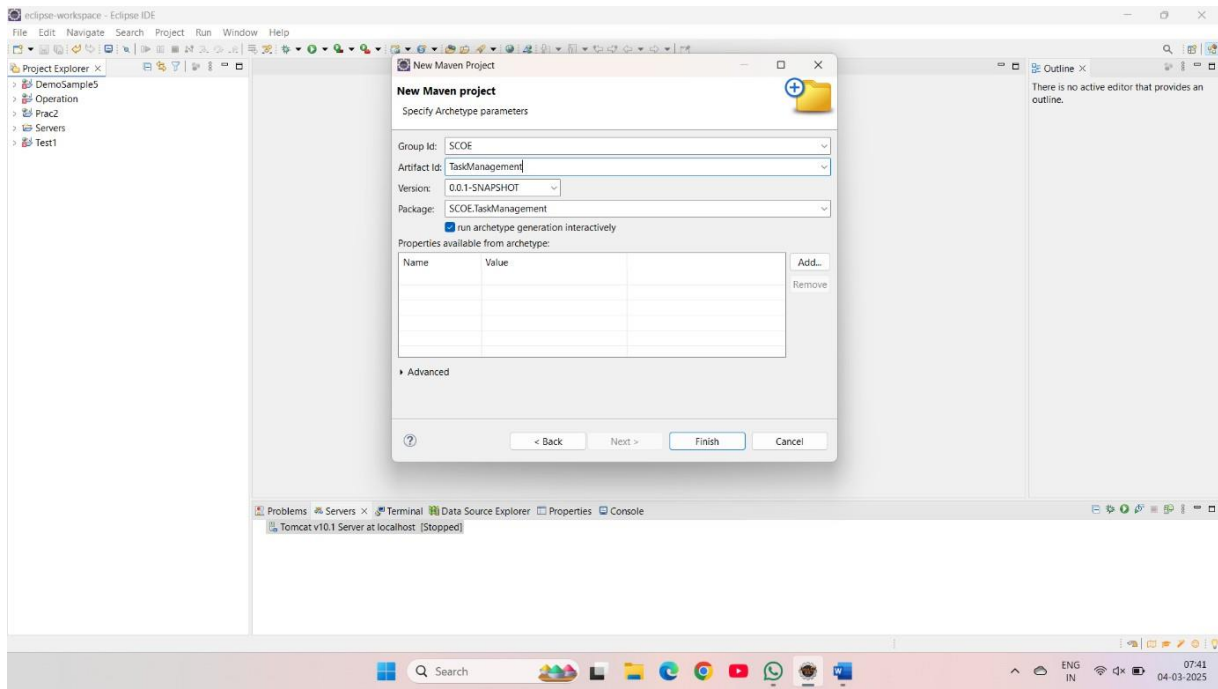 eclipse-workspace - Eclipse IDE
File Edit Navigate Search Project Run Window Help
Project Explorer
DemoSample5
Operation
Prac2
Servers
Test1
New Maven Project
New Maven project
Specify Archetype parameters
Group Id: SCOE
Artifact Id: TaskManagement
Version: 0.0.1-SNAPSHOT
Package: SCOE.TaskManagement
run archetype generation interactively
Properties available from archetype:
Name Value
Add...
Remove
Advanced
< Back Next > Finish Cancel
Outline
There is no active editor that provides an
outline.
Problems Servers Terminal Data Source Explorer Properties Console
Tomcat v10.1 Server at localhost [Stopped]
Search
ENG
IN
07:41
04-03-2025